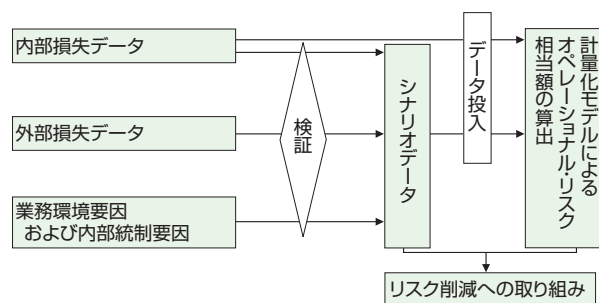 内部損失データ
外部損失データ
業務環境要因
および内部統制要因
検証
シナリオデータ
データ投入
計量化モデルによる
オペレーショナル・リスク
相当額の算出
リスク削減への取り組み